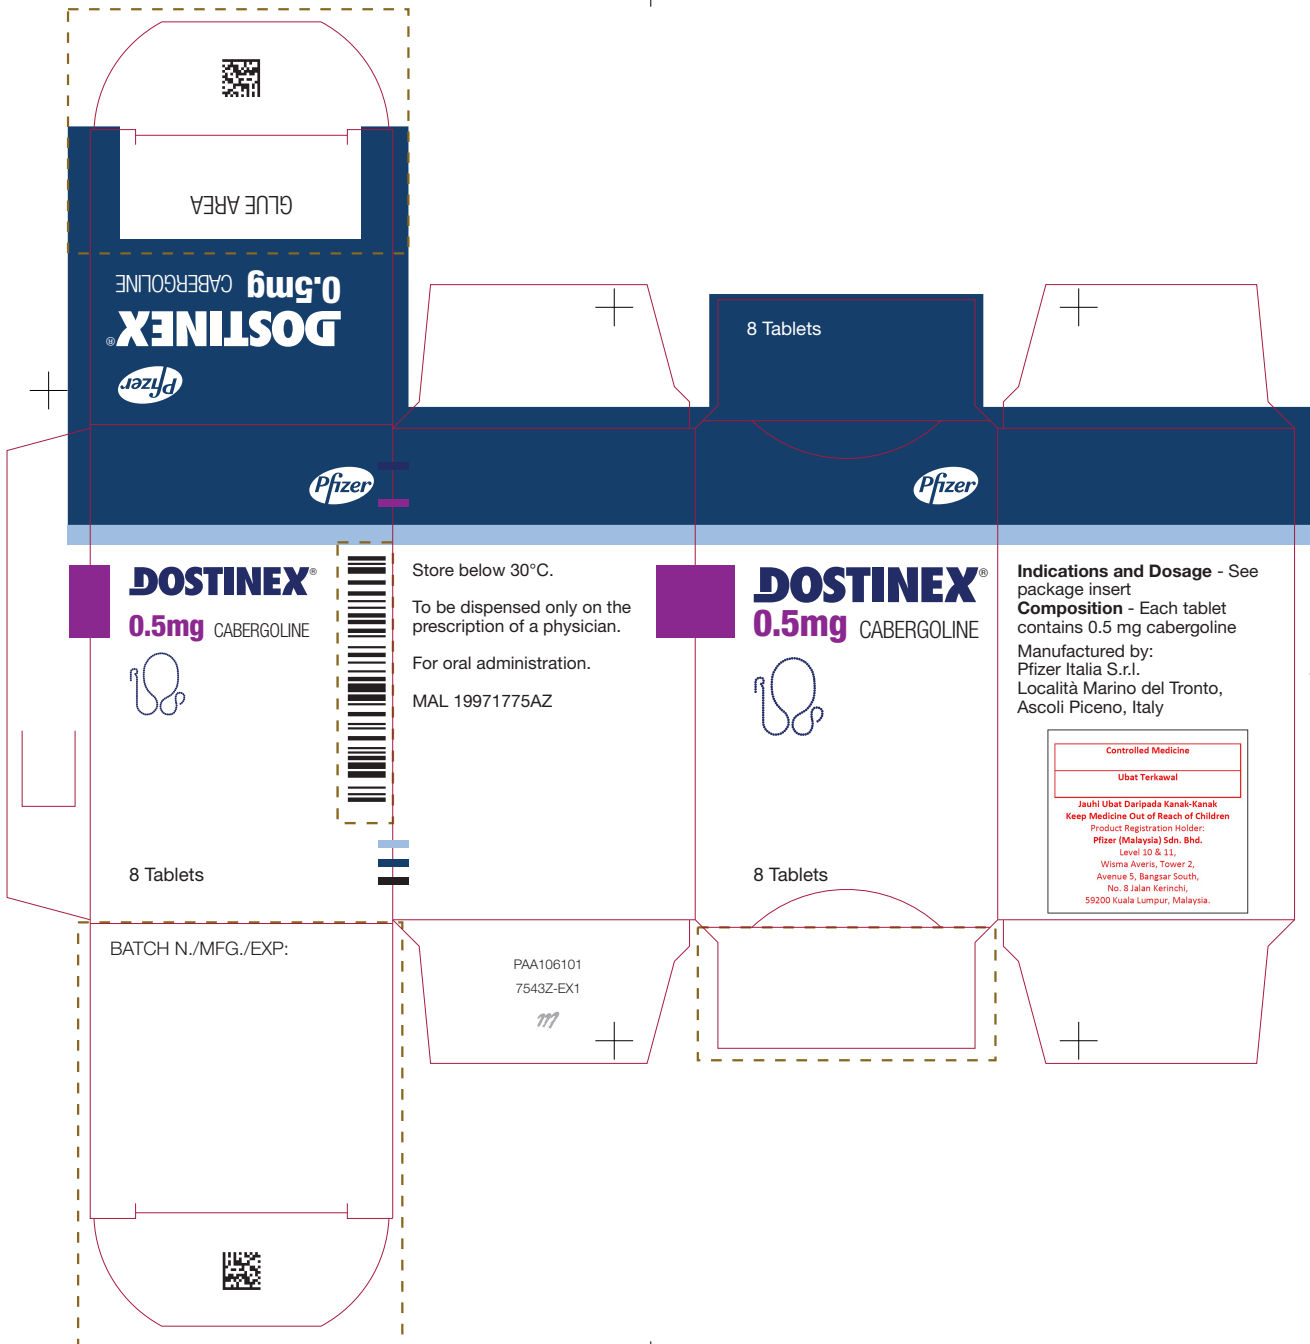 GLUE AREA
0.5mg CABERGOLINE
DOSTINEX®
Pfizer
8 Tablets
Pfizer
Pfizer
DOSTINEX®
0.5mg CABERGOLINE
8 Tablets
Store below 30°C.
To be dispensed only on the
prescription of a physician.
For oral administration.
MAL 19971775AZ
DOSTINEX®
0.5mg CABERGOLINE
8 Tablets
Indications and Dosage - See
package insert
Composition - Each tablet
contains 0.5 mg cabergoline
Manufactured by:
Pfizer Italia S.r.l.
Località Marino del Tronto,
Ascoli Piceno, Italy
Controlled Medicine
Ubat Terkawal
Jauhi Ubat Daripada Kanak-Kanak
Keep Medicine Out of Reach of Children
Product Registration Holder:
Pfizer (Malaysia) Sdn. Bhd.
Level 10 & 11,
Wisma Averis, Tower 2,
Avenue 5, Bangsar South,
No. 8 Jalan Kerinchi,
59200 Kuala Lumpur, Malaysia.
BATCH N./MFG./EXP:
PAA106101
7543Z-EX1